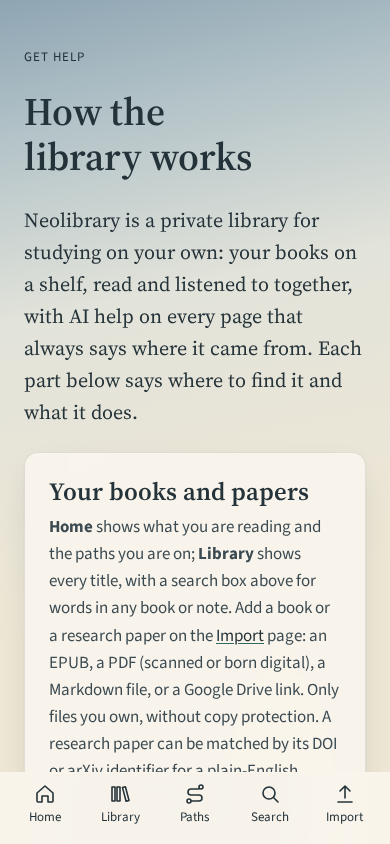 GET HELP
How the
library works
Neolibrary is a private library for
studying on your own: your books on
a shelf, read and listened to together,
with AI help on every page that
always says where it came from. Each
part below says where to find it and
what it does.
Your books and papers
Home shows what you are reading and
the paths you are on; Library shows
every title, with a search box above for
words in any book or note. Add a book or
a research paper on the Import page: an
EPUB, a PDF (scanned or born digital), a
Markdown file, or a Google Drive link. Only
files you own, without copy protection. A
research paper can be matched by its DOI
or arXiv identifier for a plain-English
Home
Library
Paths
Search
Import